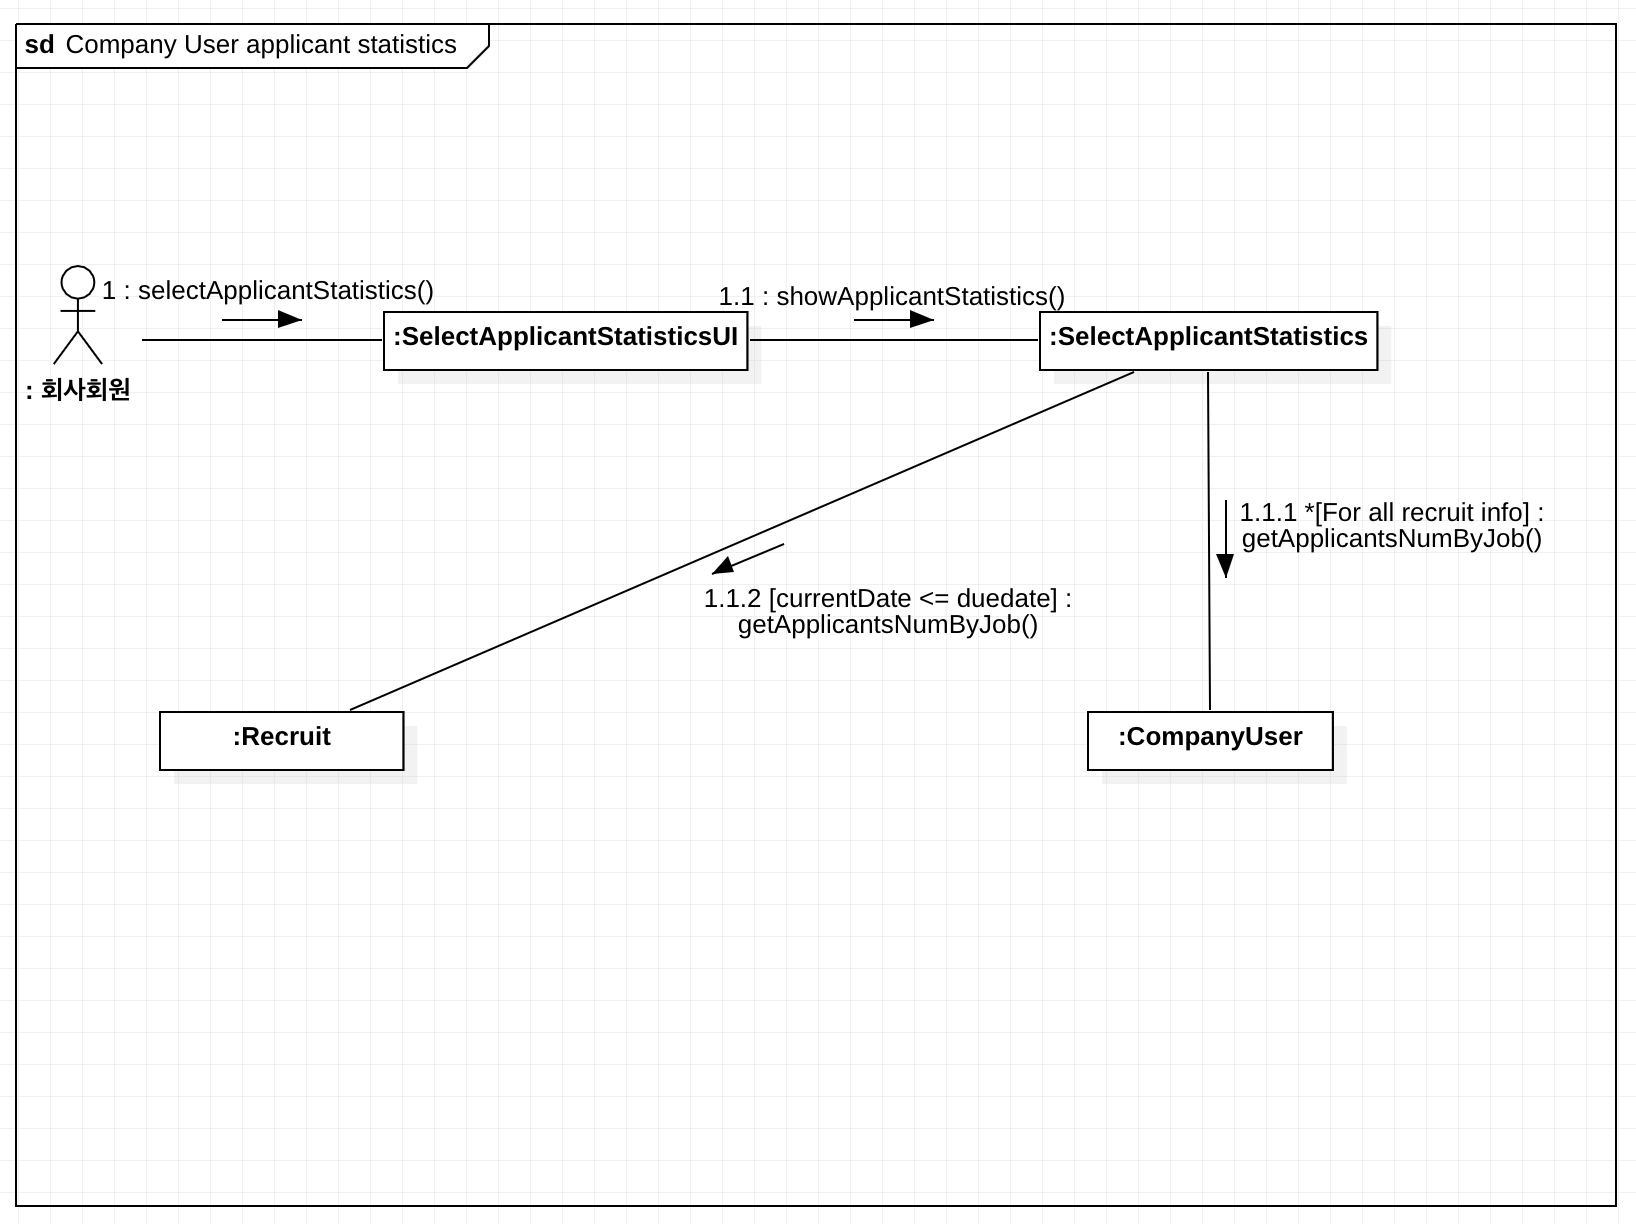 sd Company User applicant statistics
1 : selectApplicantStatistics()
1.1 : showApplicantStatistics()
:SelectApplicantStatisticsUI
:SelectApplicantStatistics
: 회사회원
1.1.1 *[For all recruit info] :
getApplicantsNumByJob()
1.1.2 [currentDate <= duedate] :
getApplicantsNumByJob()
:Recruit
:CompanyUser